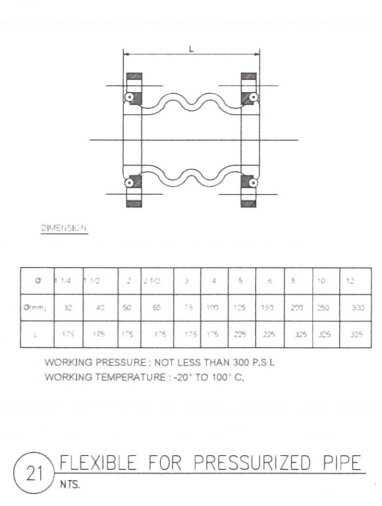 L
DIMENSION
Ø 1 1/4 1 1/2 2 2 1/2 3 4 5 6 8 10 12
Ø(mm) 32 40 50 65 75 100 125 150 200 250 300
L 175 175 175 175 175 175 225 225 325 325 325
WORKING PRESSURE : NOT LESS THAN 300 P.S.I.
WORKING TEMPERATURE : -20° TO 100° C,
21 FLEXIBLE FOR PRESSURIZED PIPE
NTS.